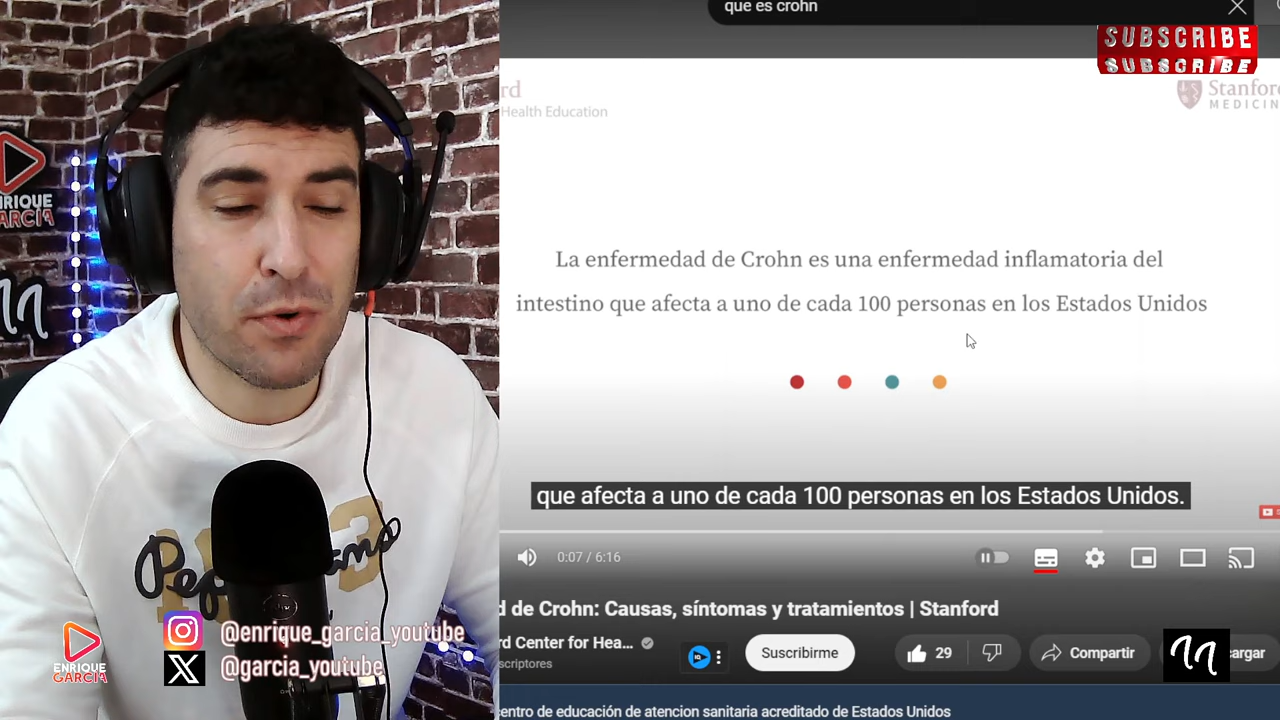 que es crohn
SUBSCRIBE
SUBSCRIBE
rd
Health Education
Stanford
MEDICIN
La enfermedad de Crohn es una enfermedad inflamatoria del
intestino que afecta a uno de cada 100 personas en los Estados Unidos
que afecta a uno de cada 100 personas en los Estados Unidos.
0:07 / 6:16
d de Crohn: Causas, síntomas y tratamientos | Stanford
rd Center for Hea...
scriptores
Suscribirme
29
Compartir
cargar
entro de educación de atencion sanitaria acreditado de Estados Unidos
NRIQUE
ARCÍA
@enrique_garcia_youtube
@garcia_youtube
ENRIQUE
GARCÍA